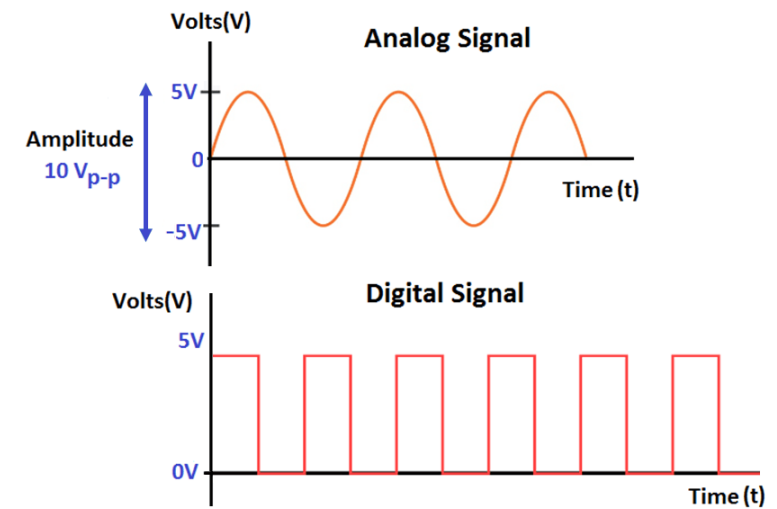 Volts(V)
Analog Signal
5V
Amplitude
10 Vp-p
0
Time (t)
-5V
Digital Signal
Volts(V)
5V
0V
Time (t)